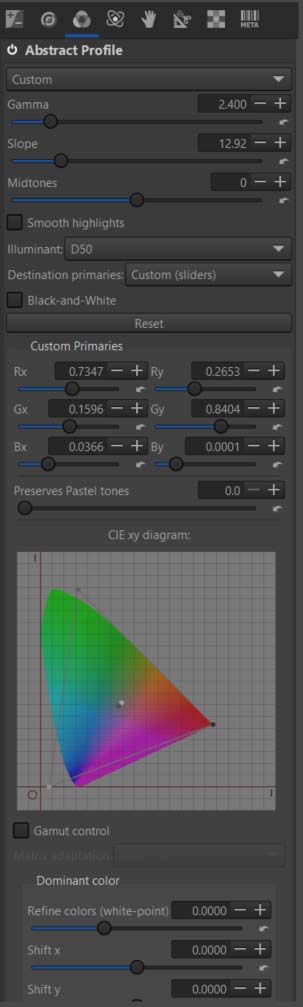 META
Abstract Profile
Custom
Gamma 2.400
Slope 12.92
Midtones 0
Smooth highlights
Illuminant: D50
Destination primaries: Custom (sliders)
Black-and-White
Reset
Custom Primaries
Rx 0.7347 Ry 0.2653
Gx 0.1596 Gy 0.8404
Bx 0.0366 By 0.0001
Preserves Pastel tones 0.0
CIE xy diagram:
Gamut control
Matrix adaptation:
Dominant color
Refine colors (white-point) 0.0000
Shift x 0.0000
Shift y 0.0000